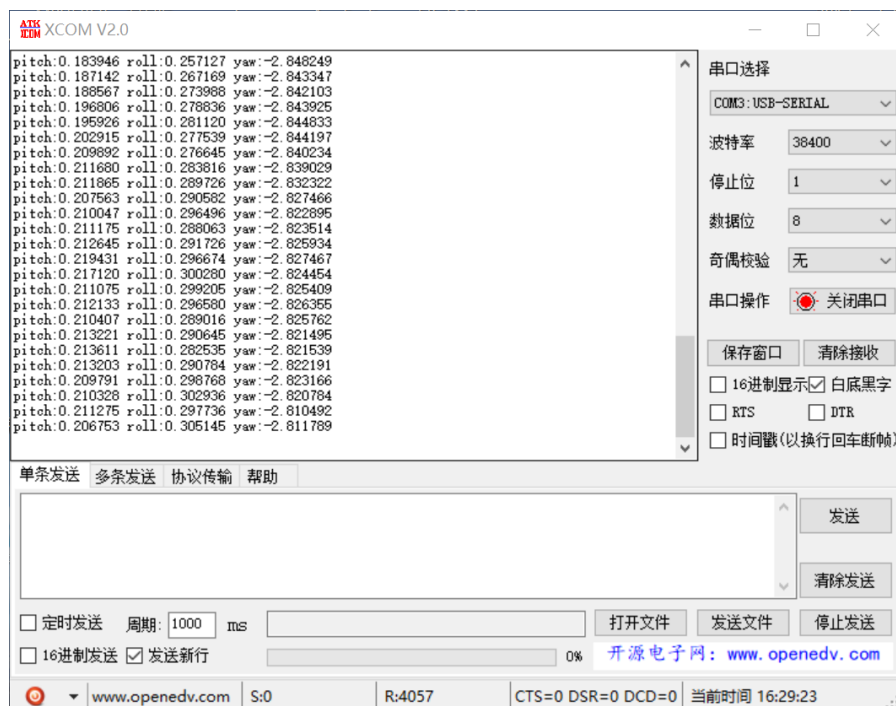 ATK XCOM XCOM V2.0
pitch:0.183946 roll:0.257127 yaw:-2.848249
pitch:0.187142 roll:0.267169 yaw:-2.843347
pitch:0.188567 roll:0.273988 yaw:-2.842103
pitch:0.196806 roll:0.278836 yaw:-2.843925
pitch:0.195926 roll:0.281120 yaw:-2.844833
pitch:0.202915 roll:0.277539 yaw:-2.844197
pitch:0.209892 roll:0.276645 yaw:-2.840234
pitch:0.211680 roll:0.283816 yaw:-2.839029
pitch:0.211865 roll:0.289726 yaw:-2.832322
pitch:0.207563 roll:0.290582 yaw:-2.827466
pitch:0.210047 roll:0.296496 yaw:-2.822895
pitch:0.211175 roll:0.288063 yaw:-2.823514
pitch:0.212645 roll:0.291726 yaw:-2.825934
pitch:0.219431 roll:0.296674 yaw:-2.827467
pitch:0.217120 roll:0.300280 yaw:-2.824454
pitch:0.211075 roll:0.299205 yaw:-2.825409
pitch:0.212133 roll:0.296580 yaw:-2.826355
pitch:0.210407 roll:0.289016 yaw:-2.825762
pitch:0.213221 roll:0.290645 yaw:-2.821495
pitch:0.213611 roll:0.282535 yaw:-2.821539
pitch:0.213203 roll:0.290784 yaw:-2.822191
pitch:0.209791 roll:0.298768 yaw:-2.823166
pitch:0.210328 roll:0.302936 yaw:-2.820784
pitch:0.211275 roll:0.297736 yaw:-2.810492
pitch:0.206753 roll:0.305145 yaw:-2.811789
串口选择
COM3:USB-SERIAL
波特率 38400
停止位 1
数据位 8
奇偶校验 无
串口操作 关闭串口
保存窗口 清除接收
16进制显示 白底黑字
RTS DTR
时间戳(以换行回车断帧)
单条发送 多条发送 协议传输 帮助
发送
清除发送
定时发送 周期: 1000 ms 打开文件 发送文件 停止发送
16进制发送 发送新行 0% 开源电子网：www.openedv.com
www.openedv.com S:0 R:4057 CTS=0 DSR=0 DCD=0 当前时间 16:29:23